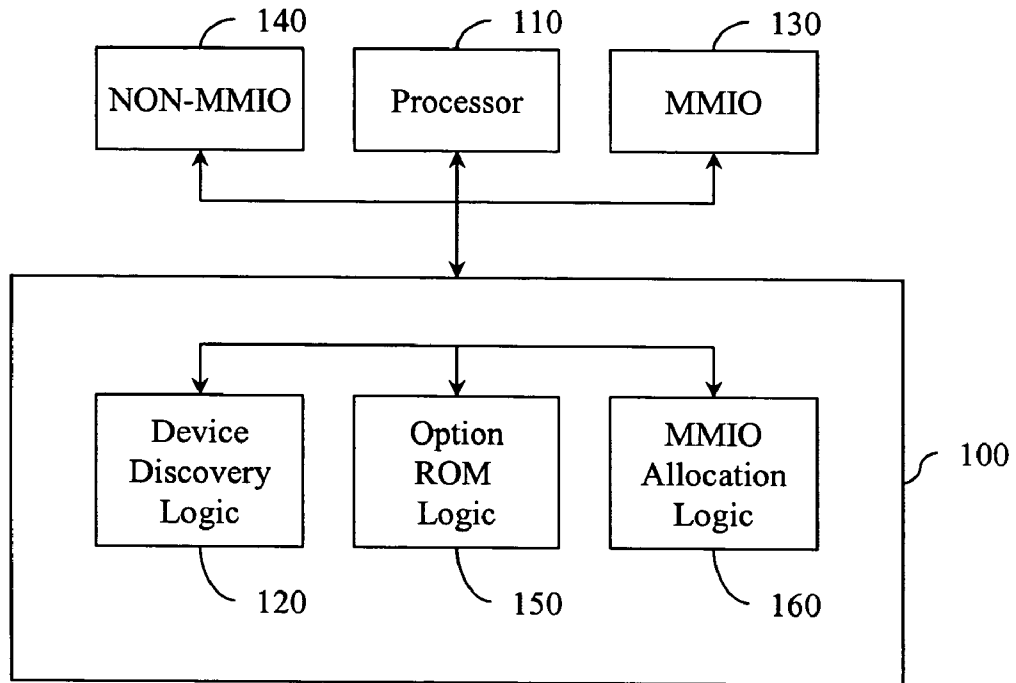 140
110
130
NON-MMIO
Processor
MMIO
Device
Discovery
Logic
Option
ROM
Logic
MMIO
Allocation
Logic
100
120
150
160